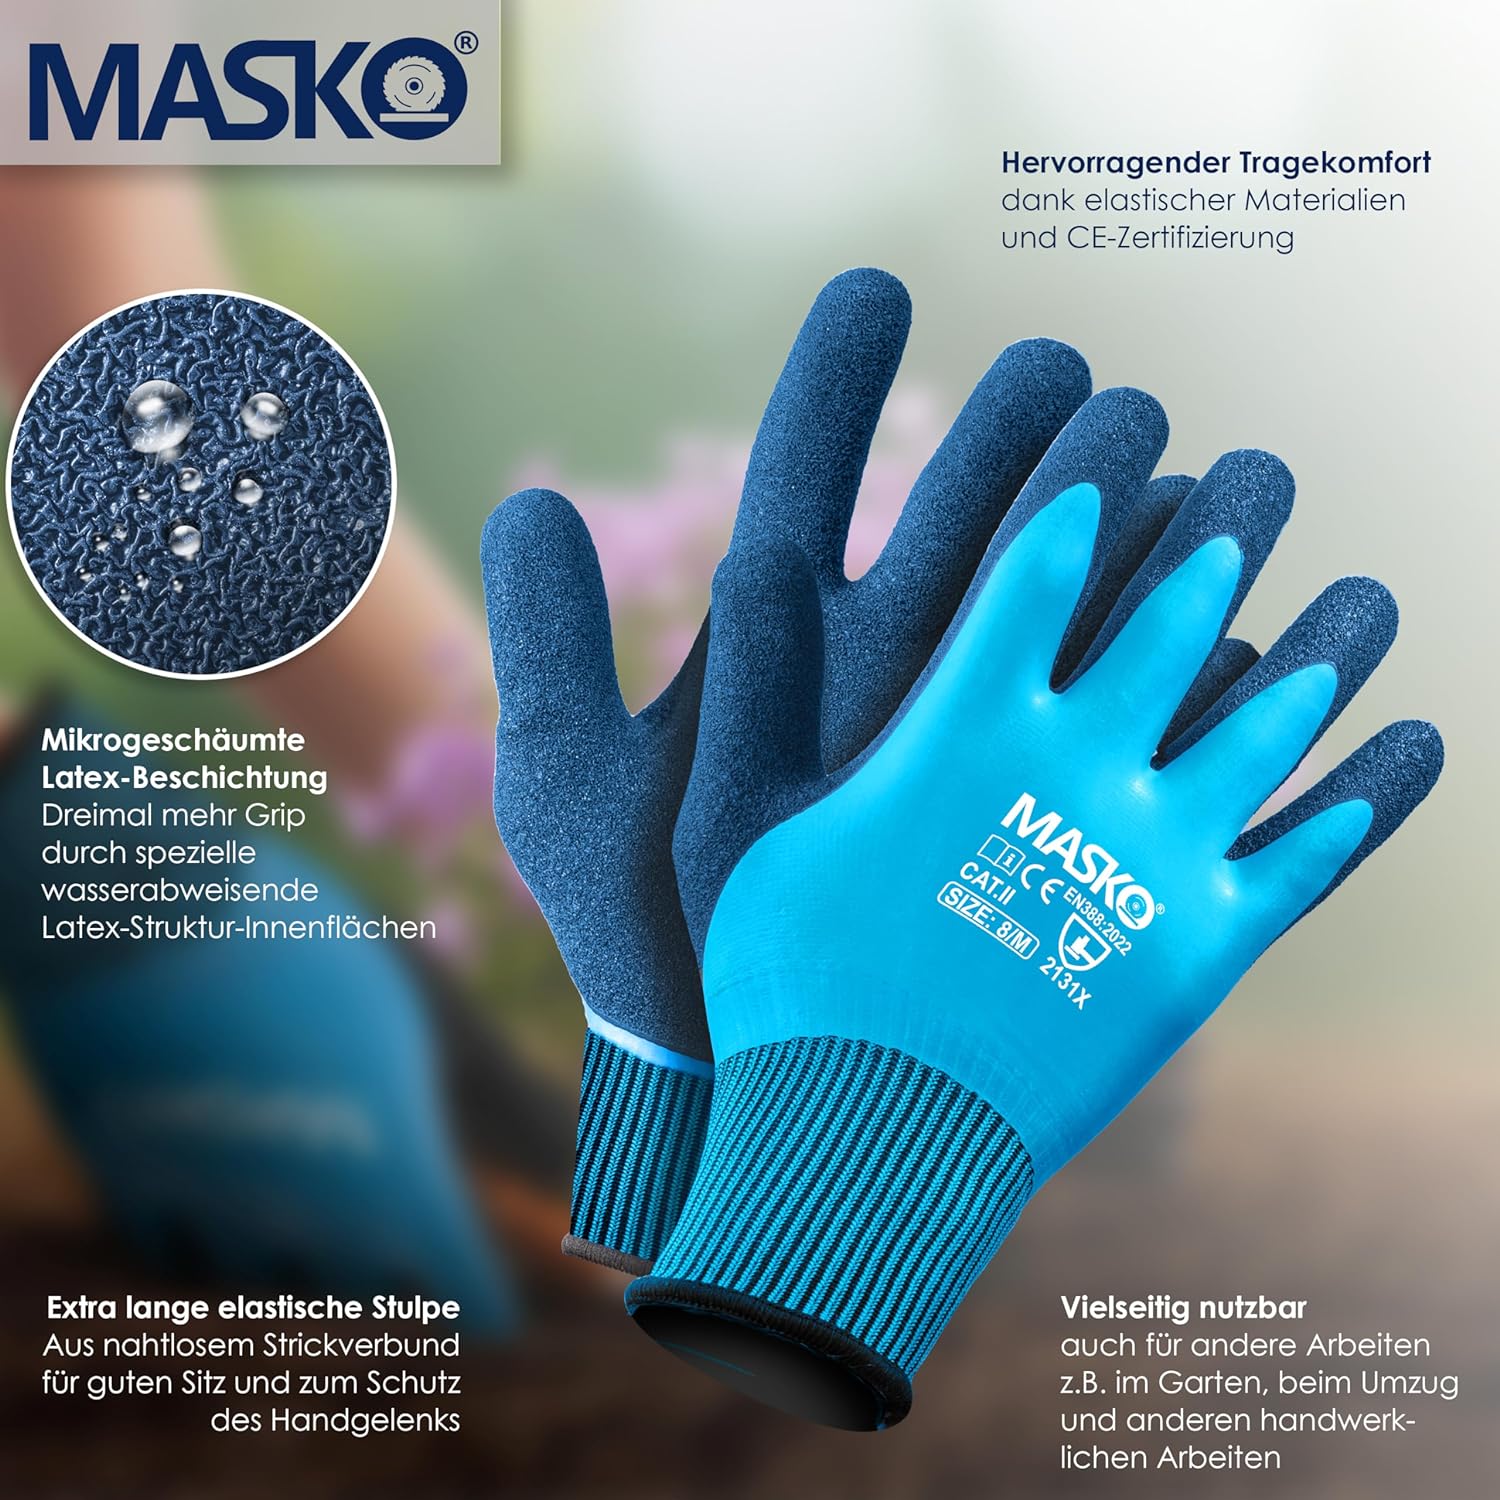 MASKO®
Hervorragender Tragekomfort
dank elastischer Materialien
und CE-Zertifizierung
Mikrogeschäumte
Latex-Beschichtung
Dreimal mehr Grip
durch spezielle
wasserabweisende
Latex-Struktur-Innenflächen
MASKO®
i CE EN388:2022
CAT.II
SIZE: 8/M
2131X
Extra lange elastische Stulpe
Aus nahtlosem Strickverbund
für guten Sitz und zum Schutz
des Handgelenks
Vielseitig nutzbar
auch für andere Arbeiten
z.B. im Garten, beim Umzug
und anderen handwerk-
lichen Arbeiten